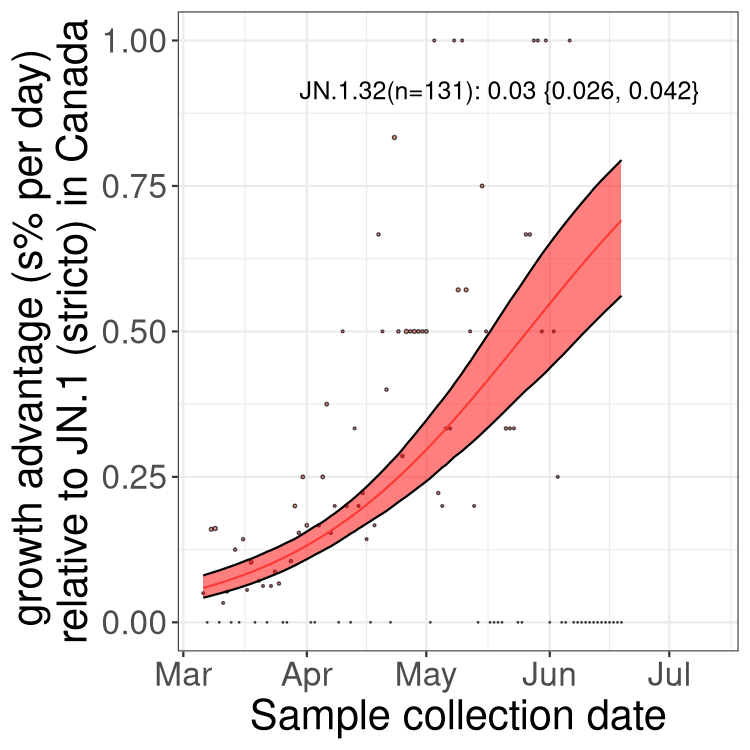 growth advantage (s% per day)
relative to JN.1 (stricto) in Canada
1.00
0.75
0.50
0.25
0.00
JN.1.32(n=131): 0.03 {0.026, 0.042}
Mar Apr May Jun Jul
Sample collection date